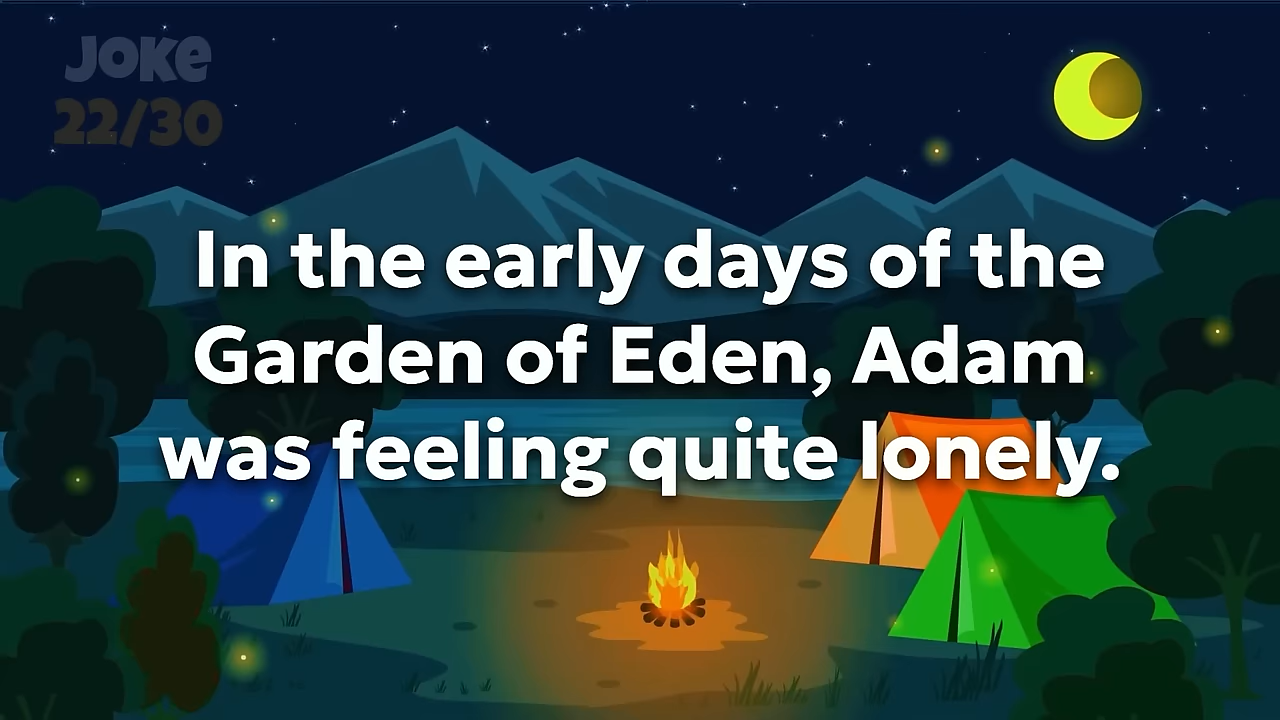 Joke
22/30
In the early days of the
Garden of Eden, Adam
was feeling quite lonely.